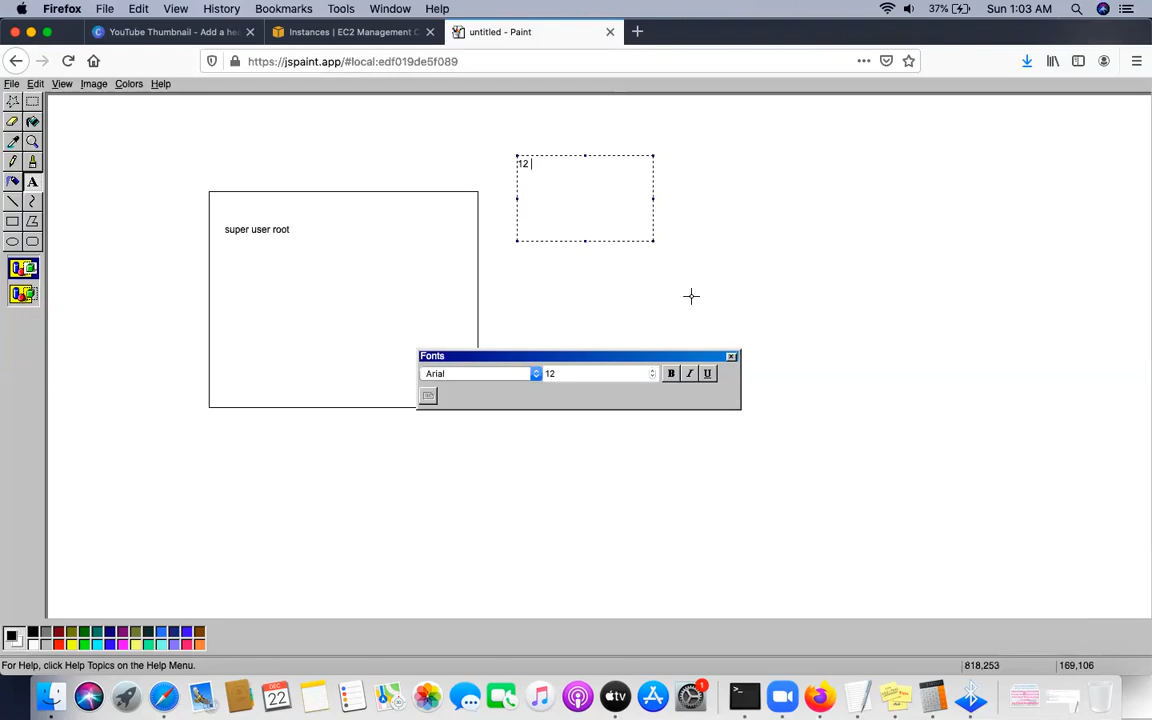 Firefox File Edit View History Bookmarks Tools Window Help 37% Sun 1:03 AM
YouTube Thumbnail - Add a he Instances | EC2 Management C untitled - Paint
https://jspaint.app/#local:edf019de5f089
File Edit View Image Colors Help
12
super user root
Fonts
Arial 12 B I U
For Help, click Help Topics on the Help Menu. 818,253 169,106
DEC 22 1